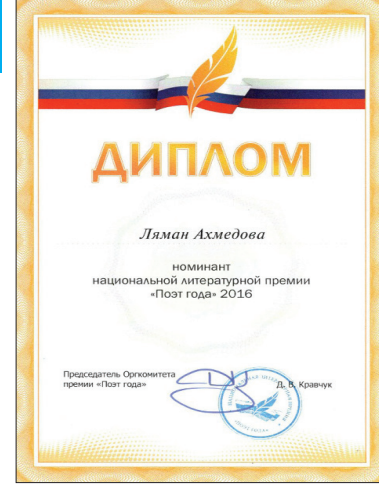 ДИПЛОМ
Ляман Ахмедова
номинант
национальной литературной премии
«Поэт года» 2016
Председатель Оргкомитета
премии «Поэт года»
Д. В. Кравчук